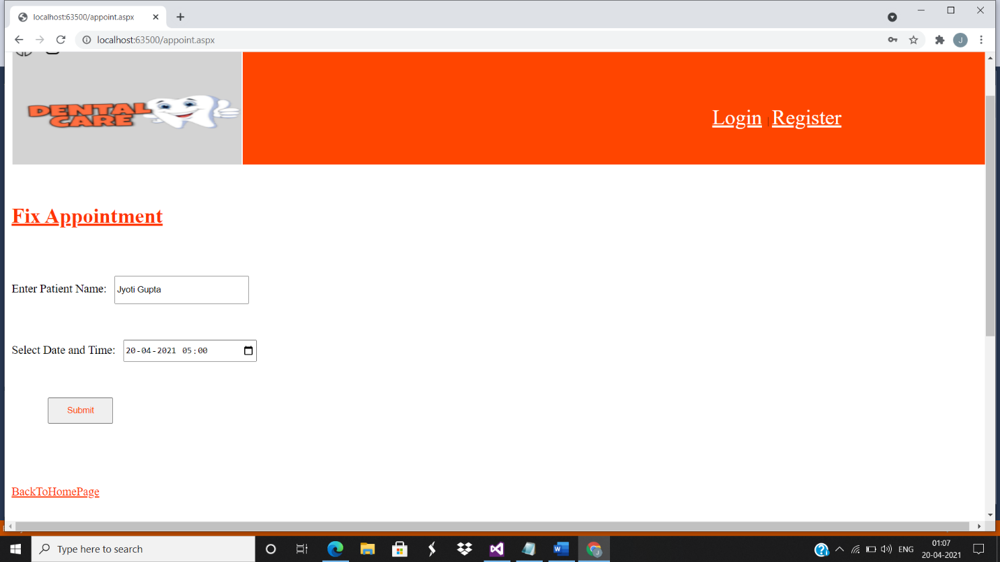 localhost:63500/appoint.aspx
localhost:63500/appoint.aspx
J
DENTAL
CARE
Login | Register
Fix Appointment
Enter Patient Name: Jyoti Gupta
Select Date and Time: 20-04-2021 05:00
Submit
BackToHomePage
Type here to search
ENG
01:07
20-04-2021